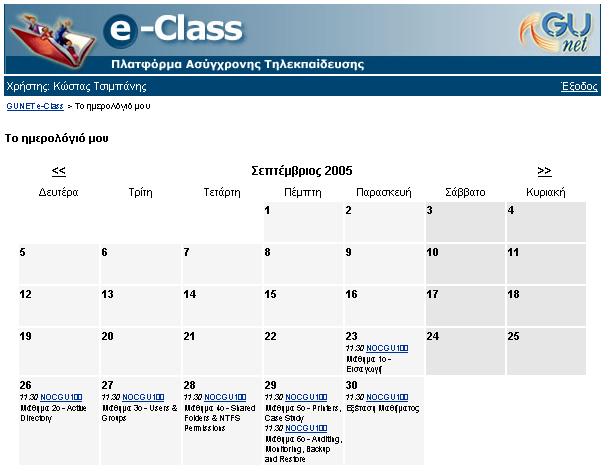 e-Class
GUnet
Πλατφόρμα Ασύγχρονης Τηλεκπαίδευσης
Χρήστης: Κώστας Τσιμπάνης Έξοδος
GUNET e-Class > Το ημερολόγιό μου
Το ημερολόγιό μου
<< Σεπτέμβριος 2005 >>
Δευτέρα Τρίτη Τετάρτη Πέμπτη Παρασκευή Σάββατο Κυριακή
1 2 3 4
5 6 7 8 9 10 11
12 13 14 15 16 17 18
19 20 21 22 23 24 25
11:30 NOCGU100
Μάθημα 1ο -
Εισαγωγή
26 27 28 29 30
11:30 NOCGU100 11:30 NOCGU100 11:30 NOCGU100 11:30 NOCGU100 11:30 NOCGU100
Μάθημα 2ο - Active Μάθημα 3ο - Users & Μάθημα 4ο - Shared Μάθημα 5ο - Printers, Εξέταση Μαθήματος
Directory Groups Folders & NTFS Case Study
Permissions 11:30 NOCGU100
Μάθημα 6ο - Auditing,
Monitoring, Backup
and Restore